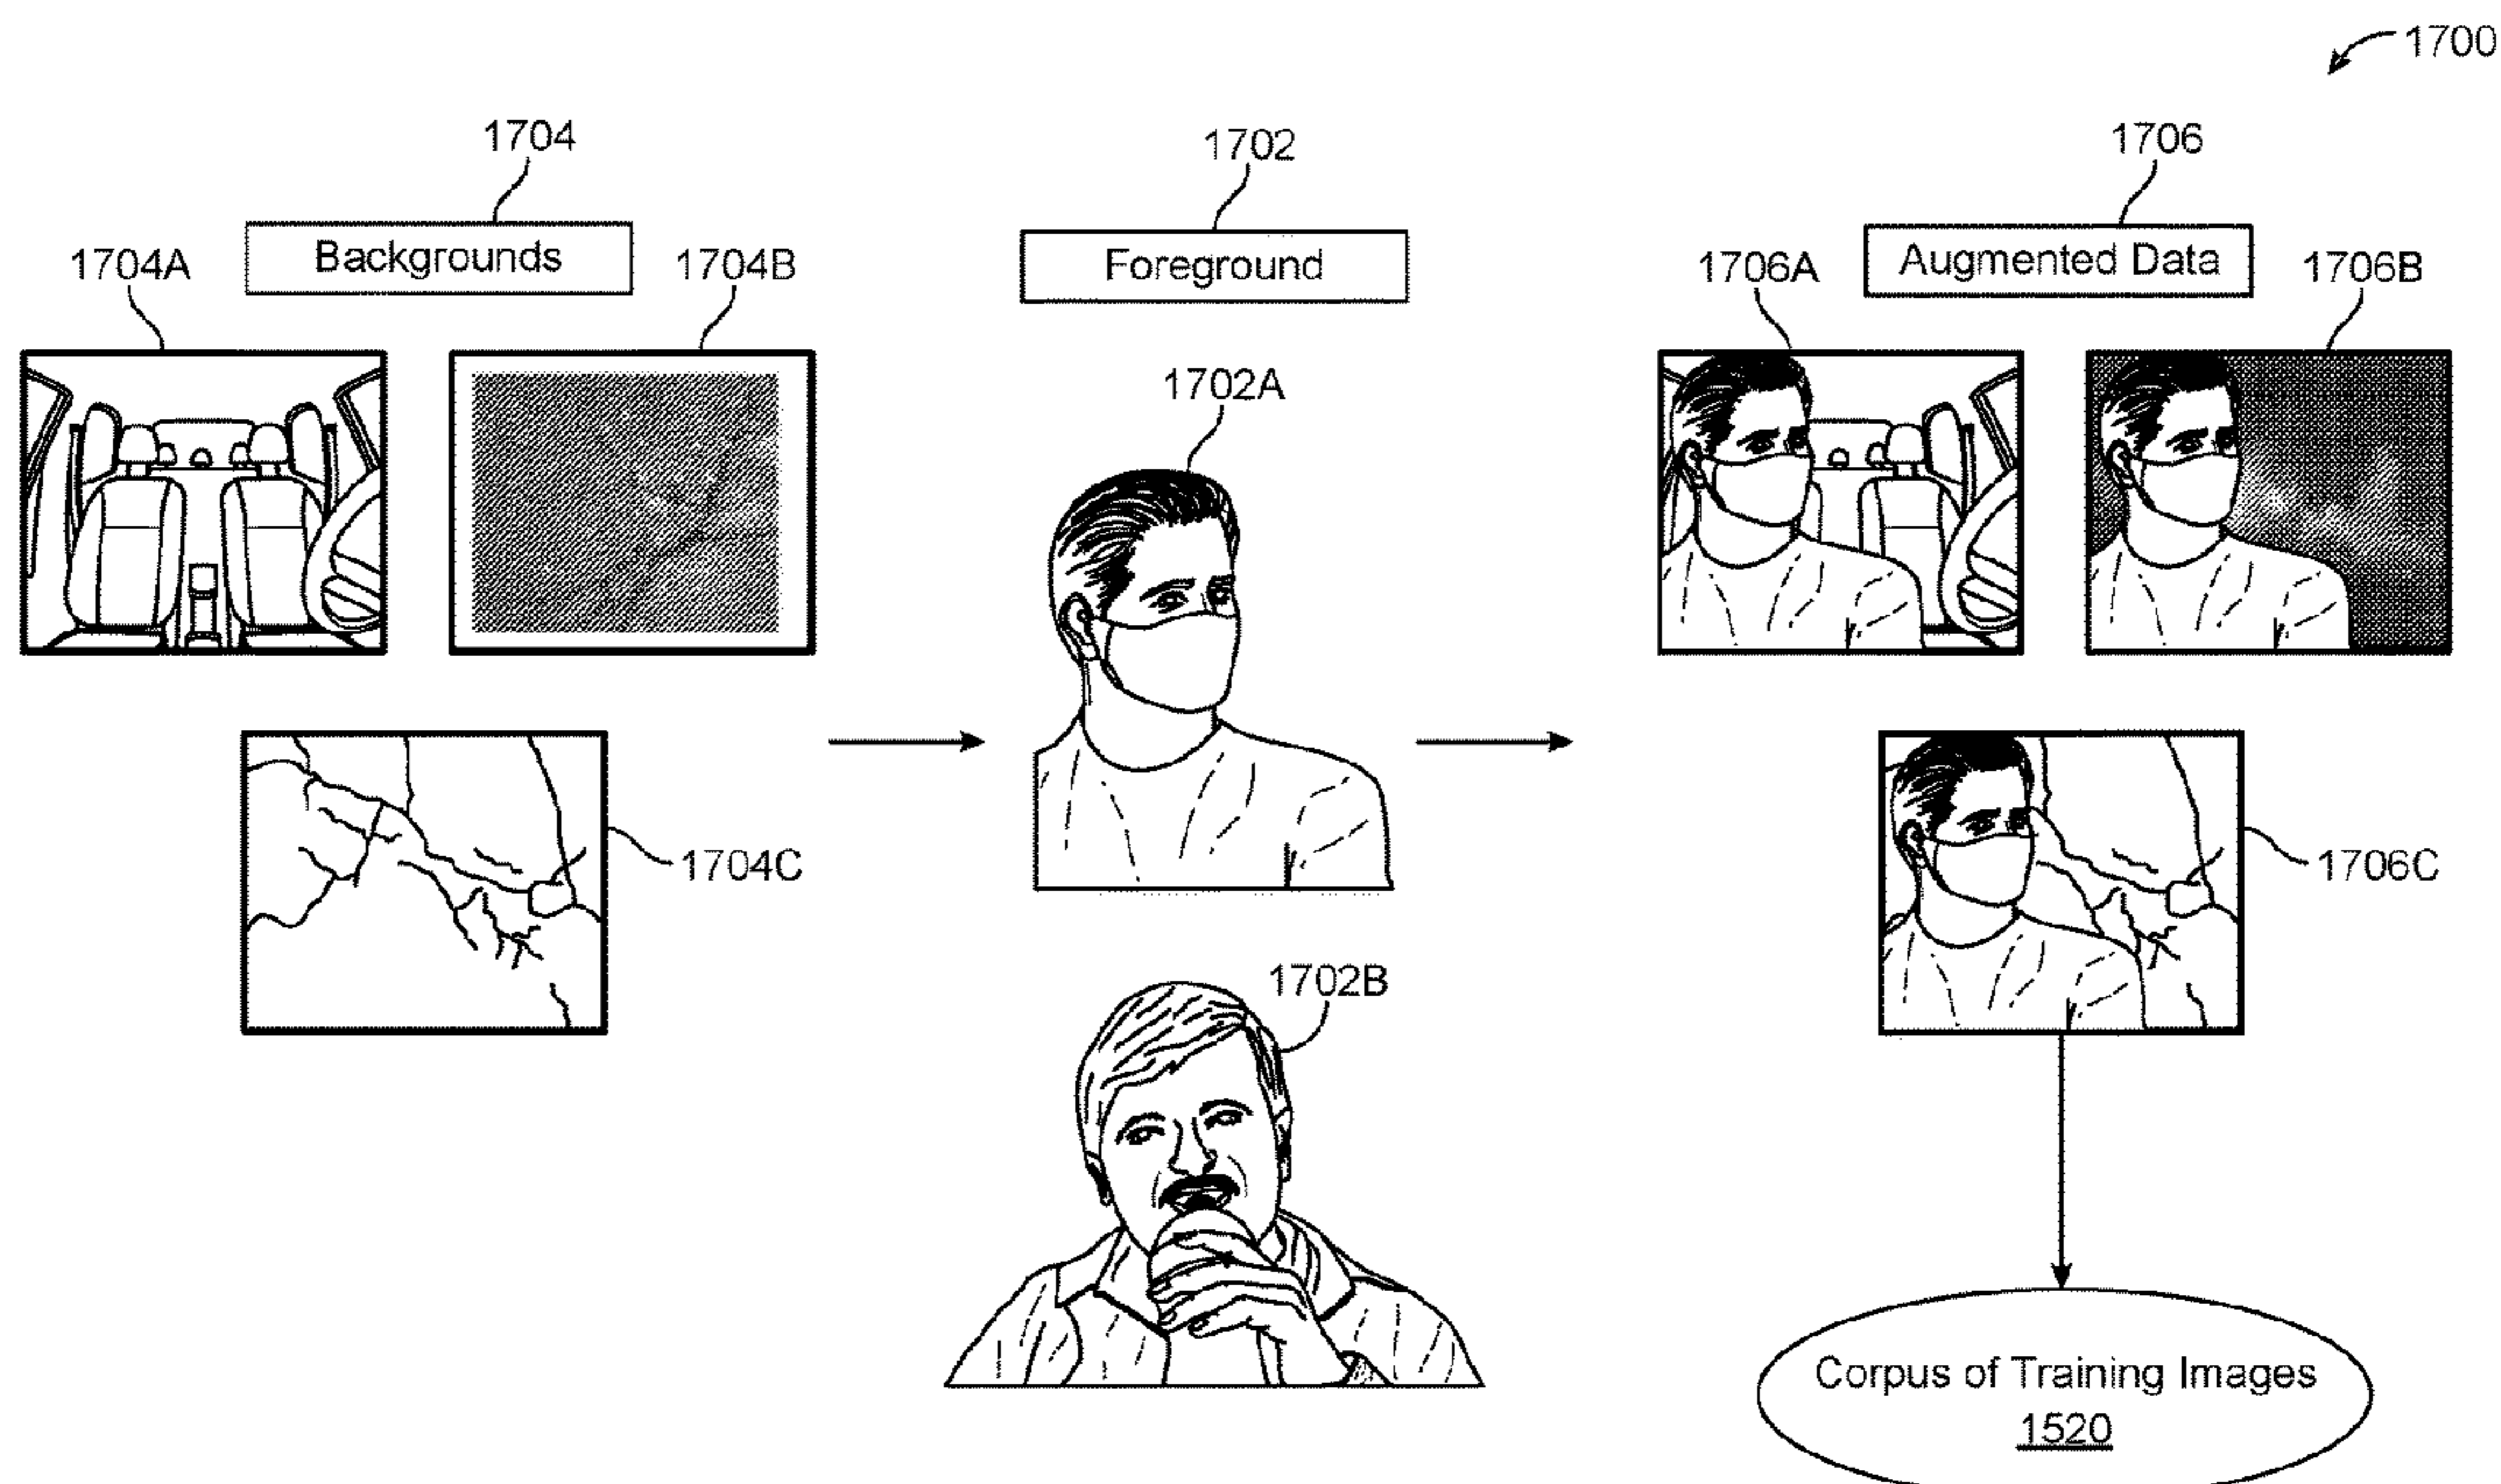 1700
1704
1702
1706
Backgrounds
1704A
1704B
Foreground
Augmented Data
1706A
1706B
1702A
1704C
1706C
1702B
Corpus of Training Images
1520